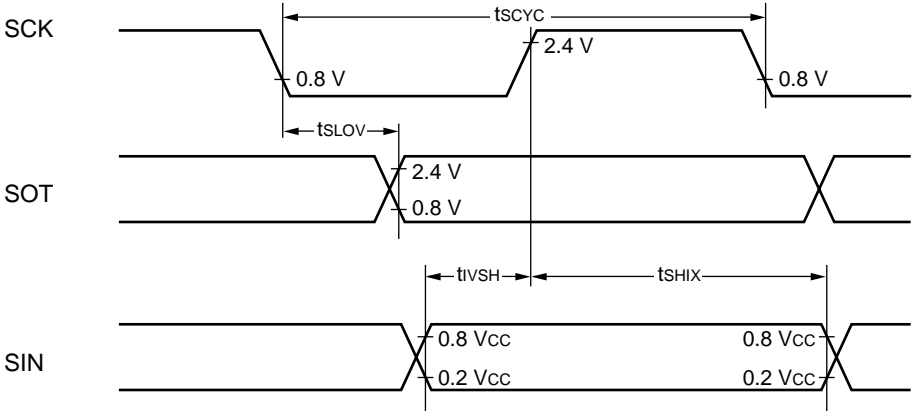 tSCYC
SCK
2.4 V
0.8 V
0.8 V
tSLOV
2.4 V
SOT
0.8 V
tIVSH
tSHIX
0.8 VCC
0.8 VCC
SIN
0.2 VCC
0.2 VCC